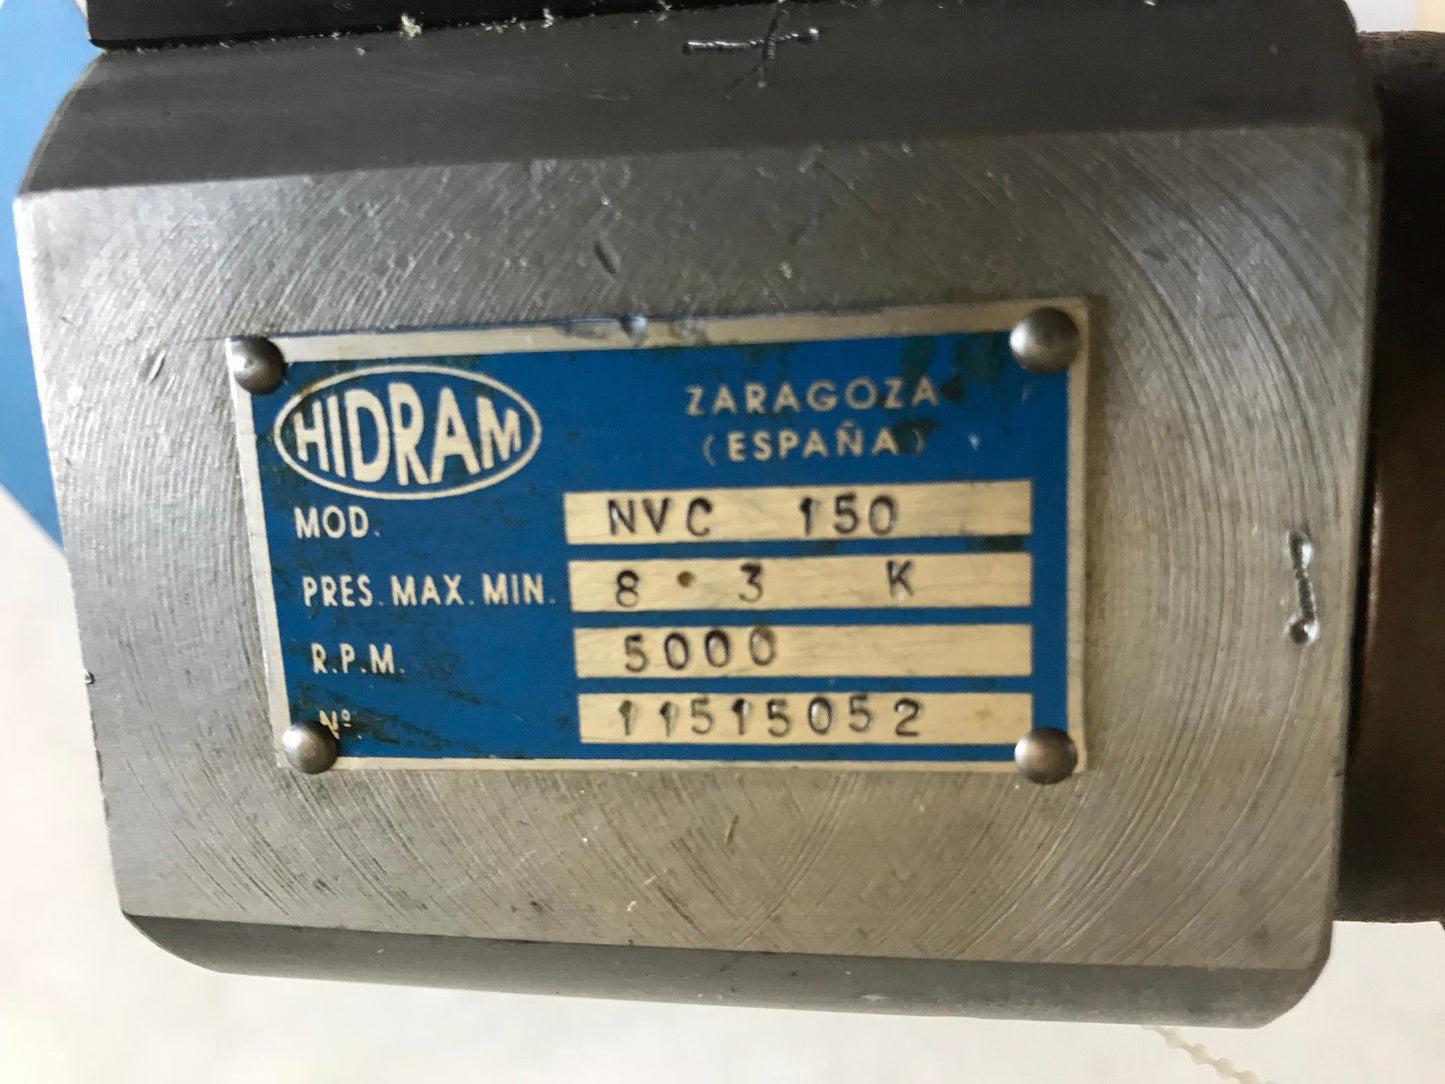 HIDRAM
ZARAGOZA
(ESPAÑA)
MOD. NVC 150
PRES. MAX. MIN. 8 · 3 K
R.P.M. 5000
Nº. 11515052